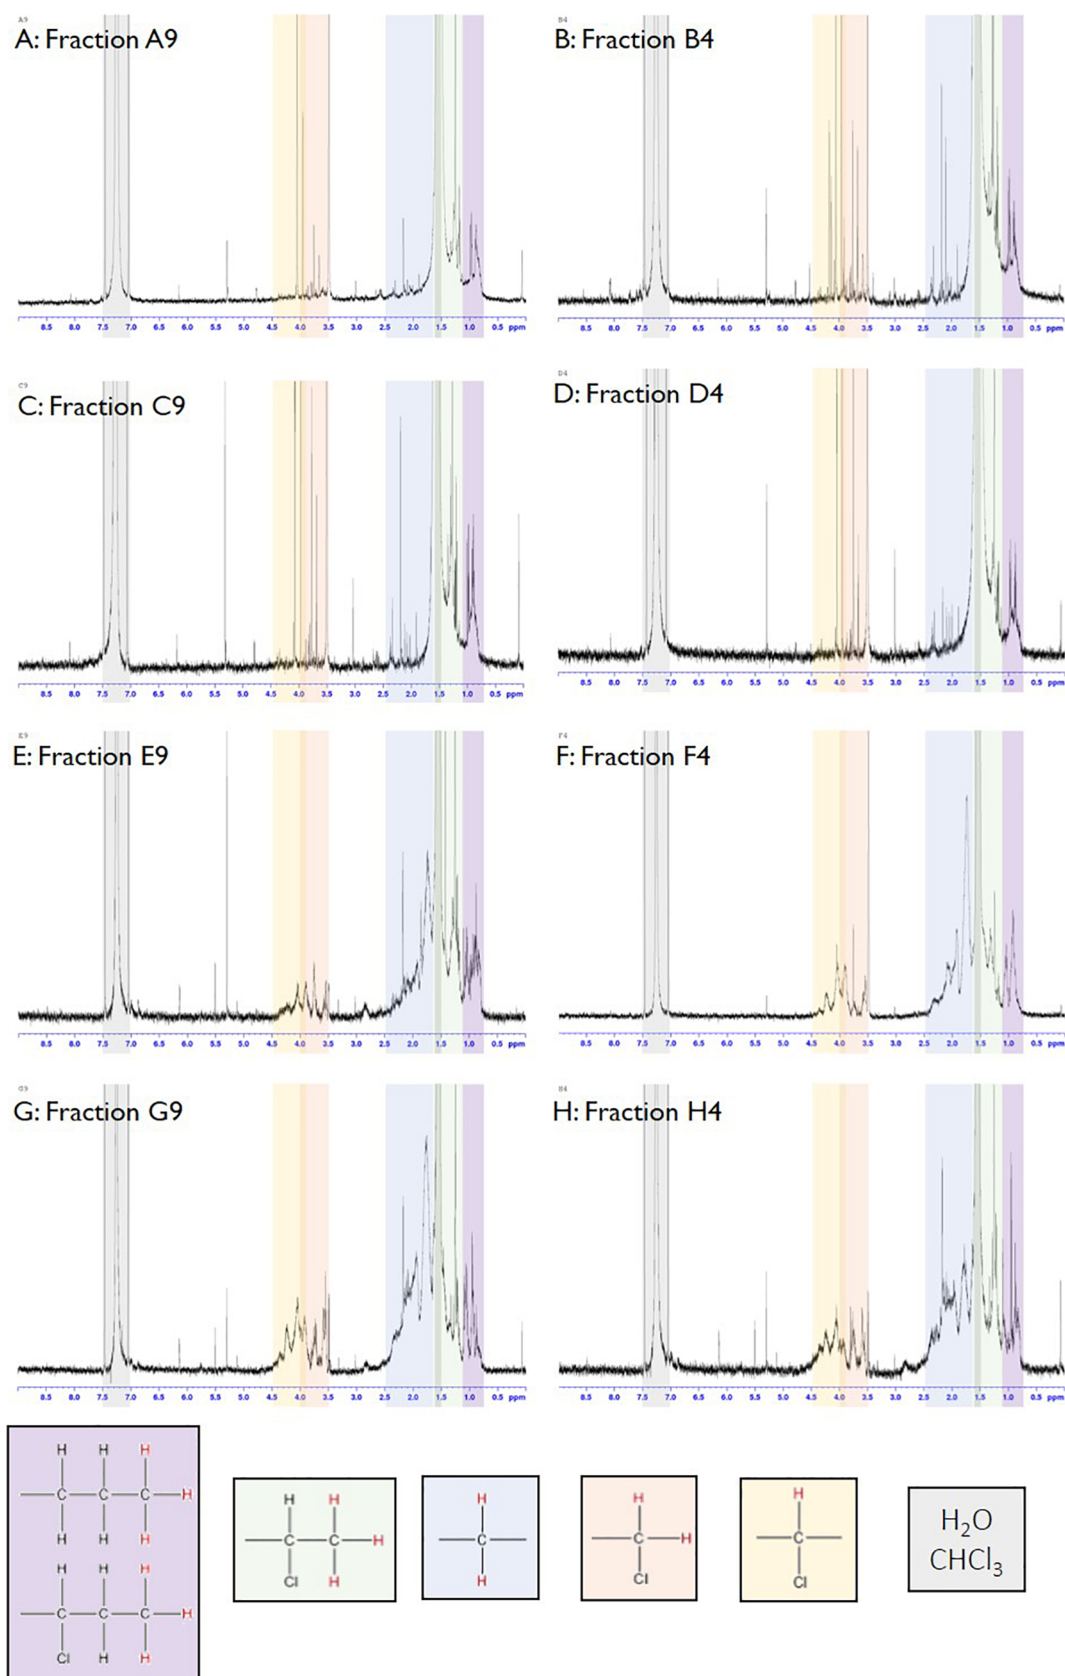 A9
A: Fraction A9
8.5 8.0 7.5 7.0 6.5 6.0 5.5 5.0 4.5 4.0 3.5 3.0 2.5 2.0 1.5 1.0 0.5 ppm
B4
B: Fraction B4
8.5 8.0 7.5 7.0 6.5 6.0 5.5 5.0 4.5 4.0 3.5 3.0 2.5 2.0 1.5 1.0 0.5 ppm
C9
C: Fraction C9
8.5 8.0 7.5 7.0 6.5 6.0 5.5 5.0 4.5 4.0 3.5 3.0 2.5 2.0 1.5 1.0 0.5 ppm
D4
D: Fraction D4
8.5 8.0 7.5 7.0 6.5 6.0 5.5 5.0 4.5 4.0 3.5 3.0 2.5 2.0 1.5 1.0 0.5 ppm
E9
E: Fraction E9
8.5 8.0 7.5 7.0 6.5 6.0 5.5 5.0 4.5 4.0 3.5 3.0 2.5 2.0 1.5 1.0 0.5 ppm
F4
F: Fraction F4
8.5 8.0 7.5 7.0 6.5 6.0 5.5 5.0 4.5 4.0 3.5 3.0 2.5 2.0 1.5 1.0 0.5 ppm
G9
G: Fraction G9
8.5 8.0 7.5 7.0 6.5 6.0 5.5 5.0 4.5 4.0 3.5 3.0 2.5 2.0 1.5 1.0 0.5 ppm
H4
H: Fraction H4
8.5 8.0 7.5 7.0 6.5 6.0 5.5 5.0 4.5 4.0 3.5 3.0 2.5 2.0 1.5 1.0 0.5 ppm
H H H
C C C H
H H H
H H H
C C C H
Cl H H
H H
C C H
Cl H
H
C
H
H
C H
Cl
H
C
Cl
H₂O
CHCl₃